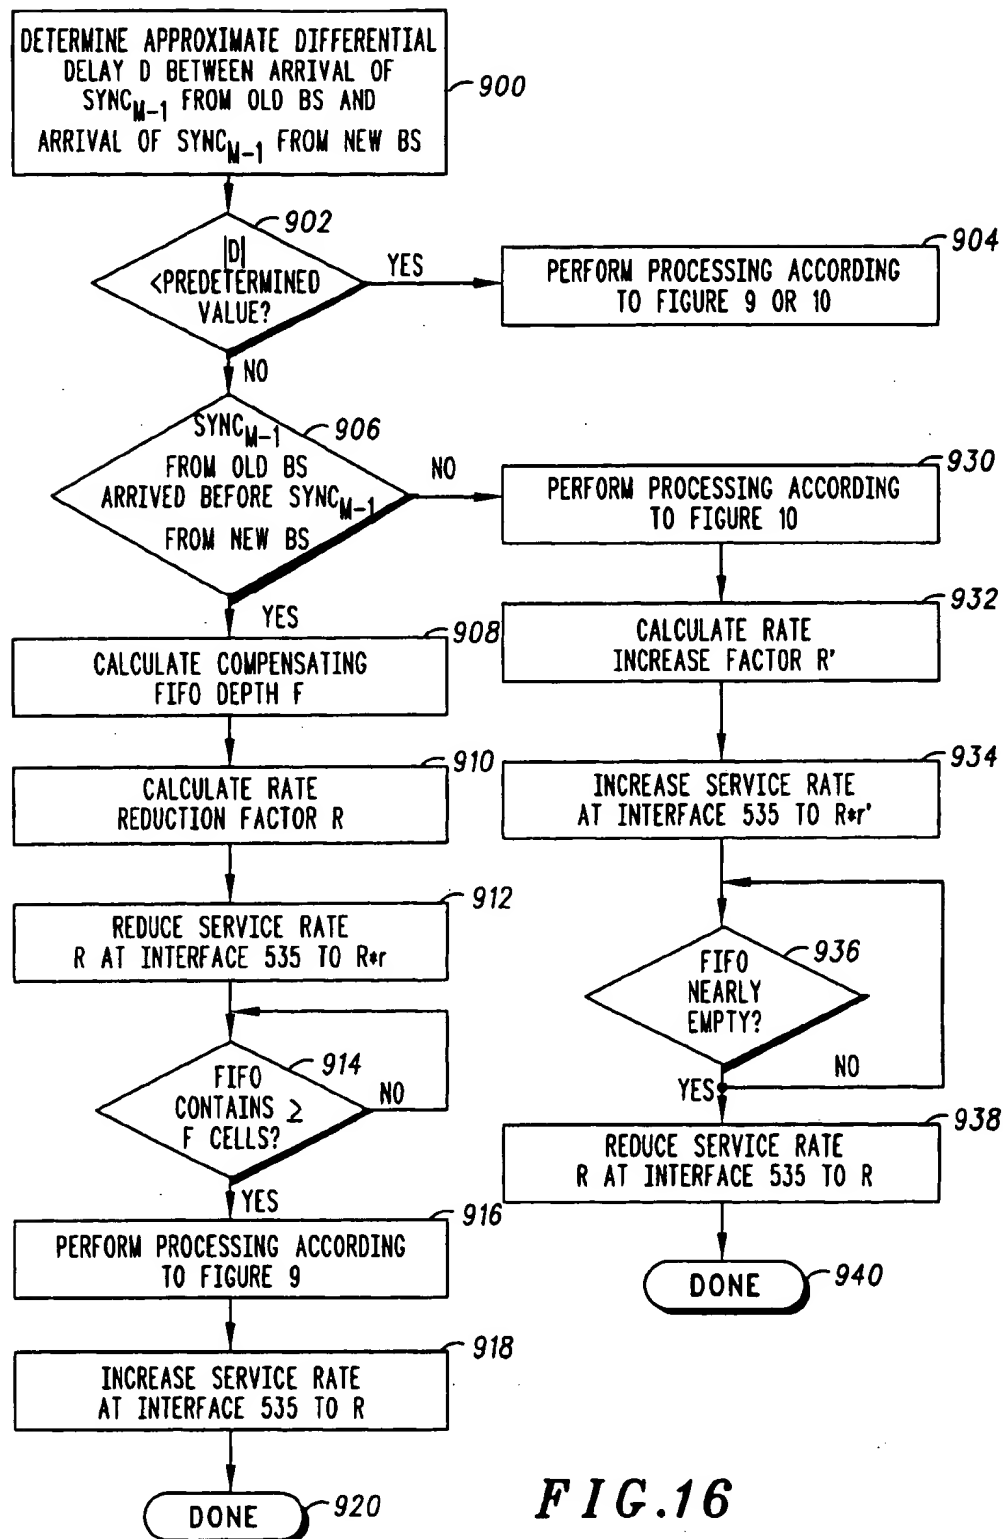 DETERMINE APPROXIMATE DIFFERENTIAL
DELAY D BETWEEN ARRIVAL OF
SYNC_{M-1} FROM OLD BS AND
ARRIVAL OF SYNC_{M-1} FROM NEW BS
900
902
|D|
<PREDETERMINED
VALUE?
YES
904
PERFORM PROCESSING ACCORDING
TO FIGURE 9 OR 10
NO
906
SYNC_{M-1}
FROM OLD BS
ARRIVED BEFORE SYNC_{M-1}
FROM NEW BS
NO
930
PERFORM PROCESSING ACCORDING
TO FIGURE 10
YES
908
CALCULATE COMPENSATING
FIFO DEPTH F
932
CALCULATE RATE
INCREASE FACTOR R'
910
CALCULATE RATE
REDUCTION FACTOR R
934
INCREASE SERVICE RATE
AT INTERFACE 535 TO R*r'
912
REDUCE SERVICE RATE
R AT INTERFACE 535 TO R*r
936
FIFO
NEARLY
EMPTY?
NO
YES
914
FIFO
CONTAINS ≥
F CELLS?
NO
YES
938
REDUCE SERVICE RATE
R AT INTERFACE 535 TO R
916
PERFORM PROCESSING ACCORDING
TO FIGURE 9
DONE
940
918
INCREASE SERVICE RATE
AT INTERFACE 535 TO R
DONE
920
FIG.16